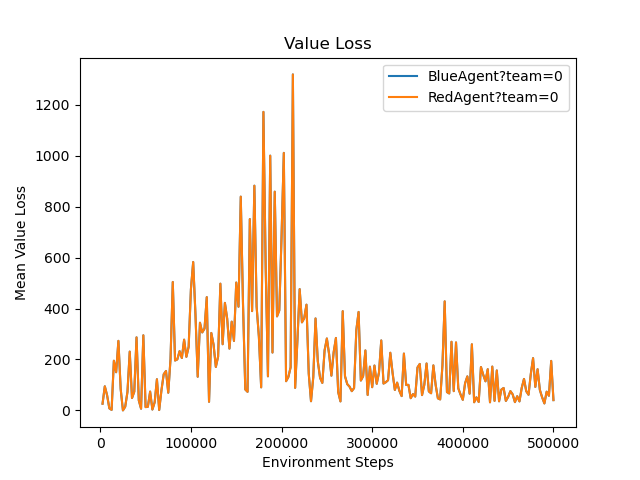 Value Loss
BlueAgent?team=0
RedAgent?team=0
Mean Value Loss
1200
1000
800
600
400
200
0
0 100000 200000 300000 400000 500000
Environment Steps